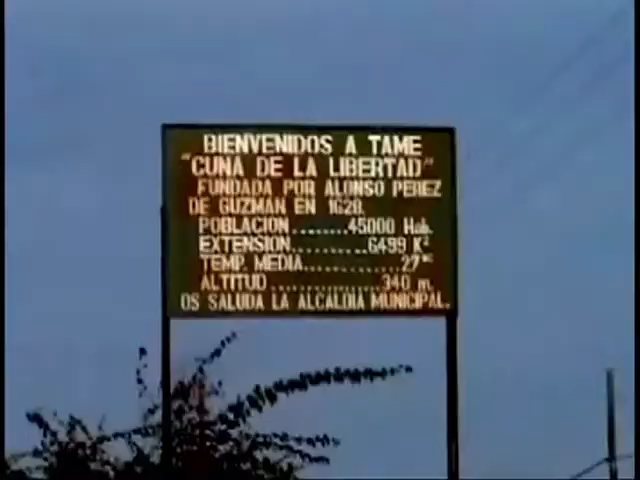 BIENVENIDOS A TAME
"CUNA DE LA LIBERTAD"
FUNDADA POR ALONSO PEREZ
DE GUZMAN EN 1628.
POBLACION........45000 Hab.
EXTENSION...........6499 K²
TEMP. MEDIA..............27°C
ALTITUD................340 m.
OS SALUDA LA ALCALDIA MUNICIPAL.